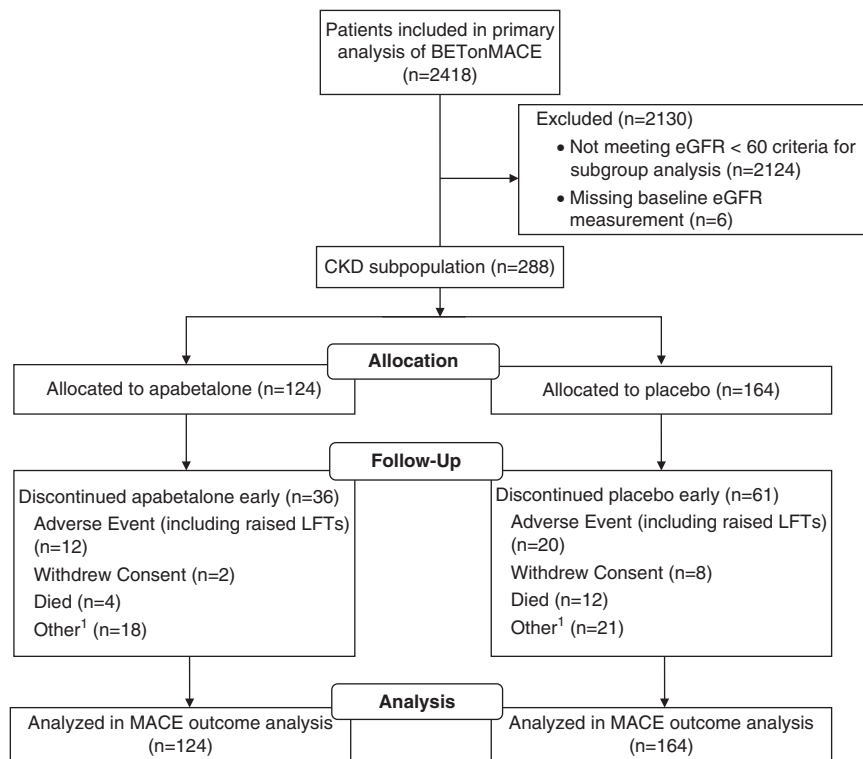 Patients included in primary
analysis of BETonMACE
(n=2418)
Excluded (n=2130)
• Not meeting eGFR < 60 criteria for
subgroup analysis (n=2124)
• Missing baseline eGFR
measurement (n=6)
CKD subpopulation (n=288)
Allocation
Allocated to apabetalone (n=124)
Allocated to placebo (n=164)
Follow-Up
Discontinued apabetalone early (n=36)
Adverse Event (including raised LFTs)
(n=12)
Withdrew Consent (n=2)
Died (n=4)
Other¹ (n=18)
Discontinued placebo early (n=61)
Adverse Event (including raised LFTs)
(n=20)
Withdrew Consent (n=8)
Died (n=12)
Other¹ (n=21)
Analysis
Analyzed in MACE outcome analysis
(n=124)
Analyzed in MACE outcome analysis
(n=164)